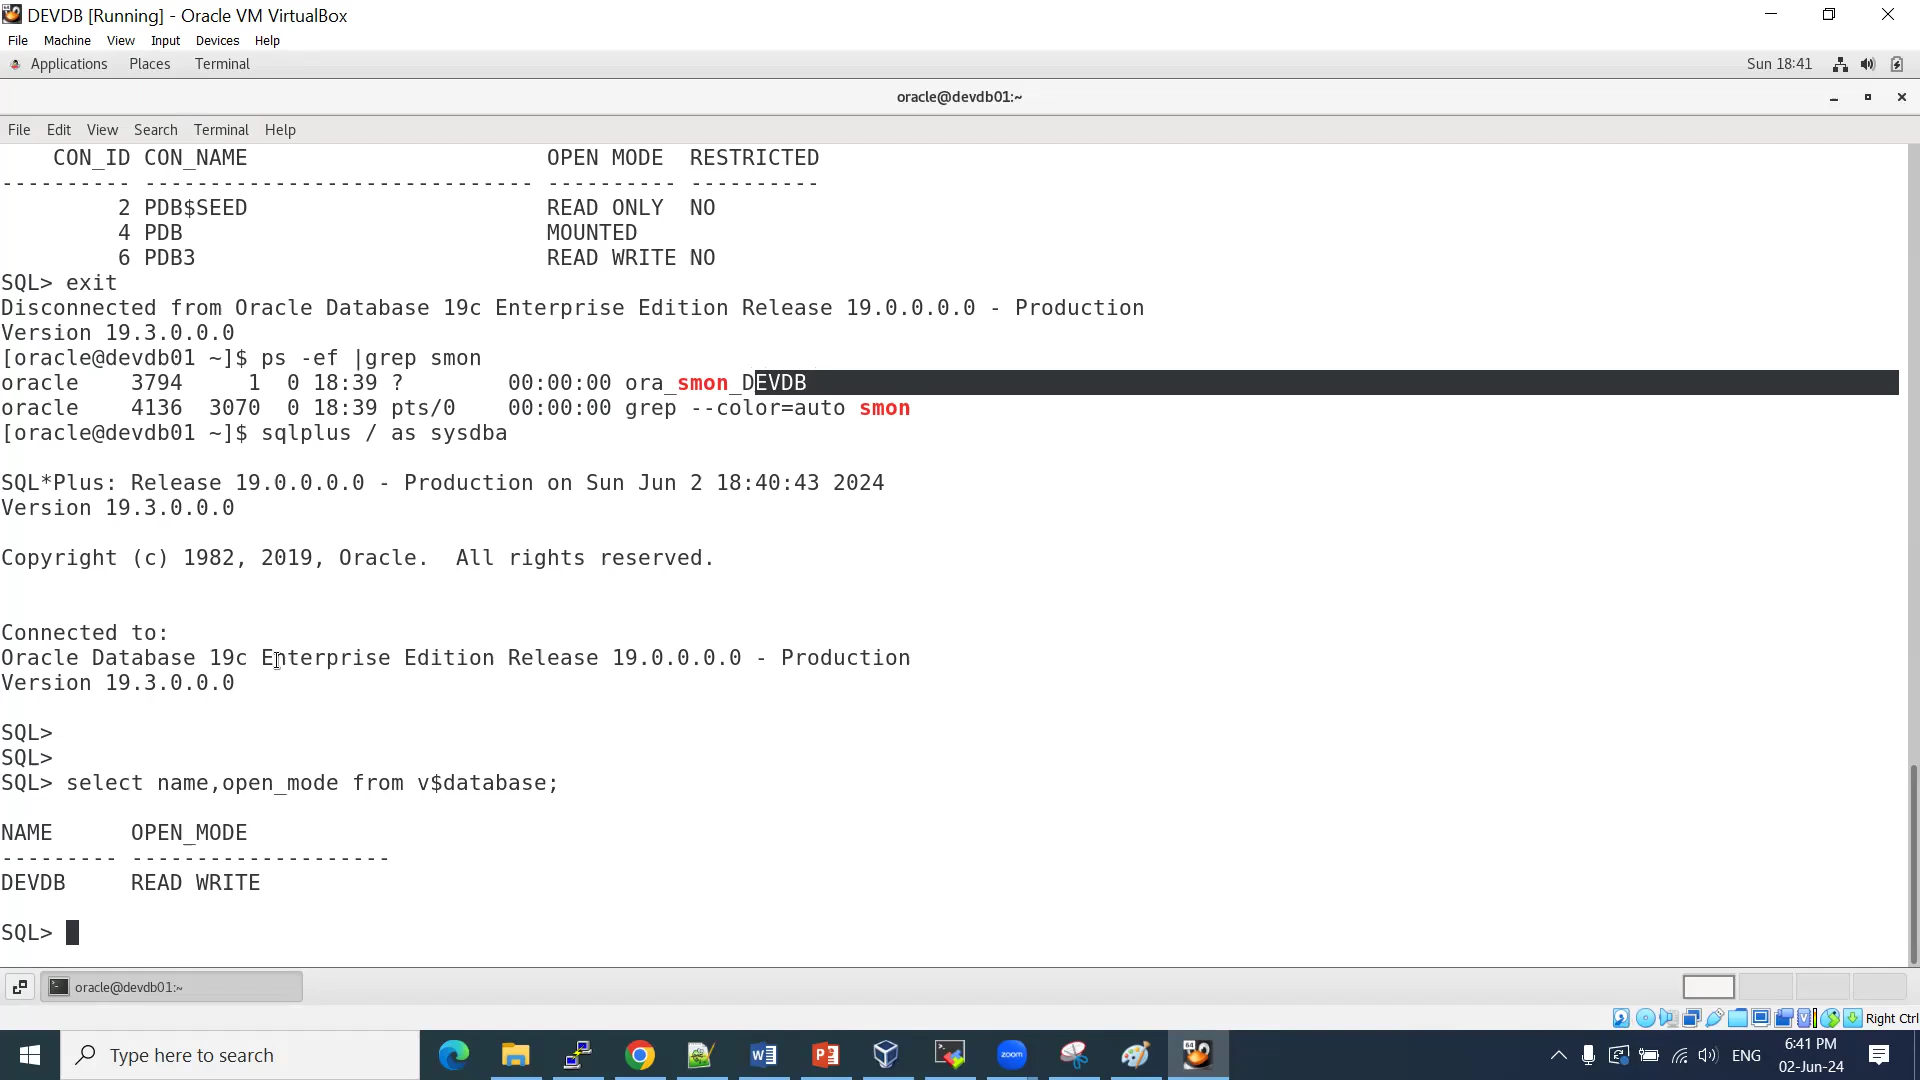 DEVDB [Running] - Oracle VM VirtualBox
File Machine View Input Devices Help
Applications Places Terminal Sun 18:41
oracle@devdb01:~
File Edit View Search Terminal Help
CON_ID CON_NAME OPEN MODE RESTRICTED
---------- ------------------------------ ---------- ----------
2 PDB$SEED READ ONLY NO
4 PDB MOUNTED
6 PDB3 READ WRITE NO
SQL> exit
Disconnected from Oracle Database 19c Enterprise Edition Release 19.0.0.0.0 - Production
Version 19.3.0.0.0
[oracle@devdb01 ~]$ ps -ef |grep smon
oracle 3794 1 0 18:39 ? 00:00:00 ora_smon_DEVDB
oracle 4136 3070 0 18:39 pts/0 00:00:00 grep --color=auto smon
[oracle@devdb01 ~]$ sqlplus / as sysdba
SQL*Plus: Release 19.0.0.0.0 - Production on Sun Jun 2 18:40:43 2024
Version 19.3.0.0.0
Copyright (c) 1982, 2019, Oracle. All rights reserved.
Connected to:
Oracle Database 19c Enterprise Edition Release 19.0.0.0.0 - Production
Version 19.3.0.0.0
SQL>
SQL>
SQL> select name,open_mode from v$database;
NAME OPEN_MODE
--------- --------------------
DEVDB READ WRITE
SQL>
oracle@devdb01:~
Right Ctrl
Type here to search
zoom
64
ENG
6:41 PM
02-Jun-24